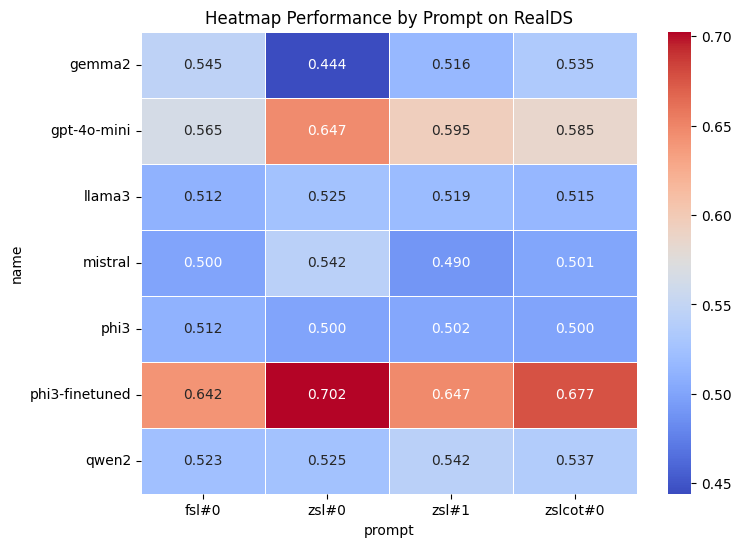 Heatmap Performance by Prompt on RealDS
name
gemma2 0.545 0.444 0.516 0.535
gpt-4o-mini 0.565 0.647 0.595 0.585
llama3 0.512 0.525 0.519 0.515
mistral 0.500 0.542 0.490 0.501
phi3 0.512 0.500 0.502 0.500
phi3-finetuned 0.642 0.702 0.647 0.677
qwen2 0.523 0.525 0.542 0.537
fsl#0 zsl#0 zsl#1 zslcot#0
prompt
0.70
0.65
0.60
0.55
0.50
0.45